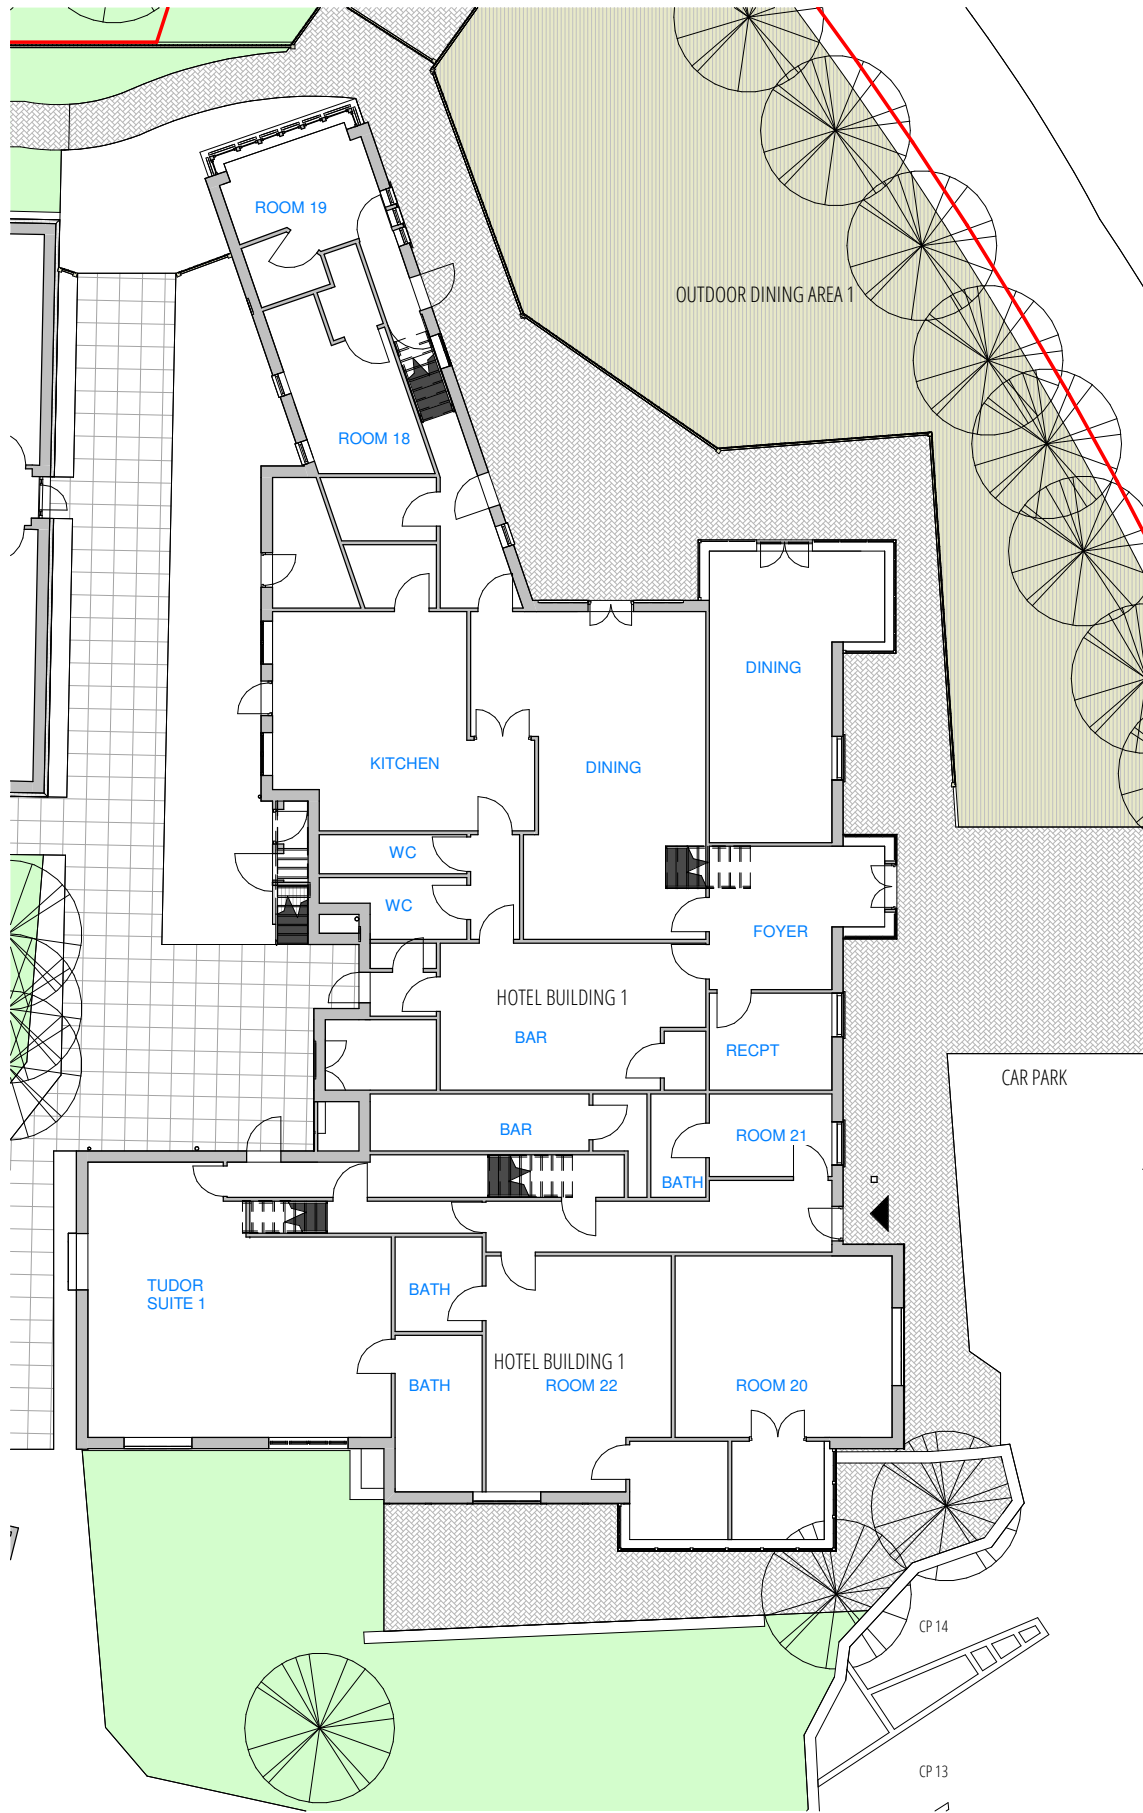 ROOM 19
OUTDOOR DINING AREA 1
ROOM 18
DINING
KITCHEN
DINING
WC
WC
FOYER
HOTEL BUILDING 1
BAR
RECPT
CAR PARK
BAR
ROOM 21
BATH
TUDOR
SUITE 1
BATH
HOTEL BUILDING 1
BATH
ROOM 22
ROOM 20
CP 14
CP 13